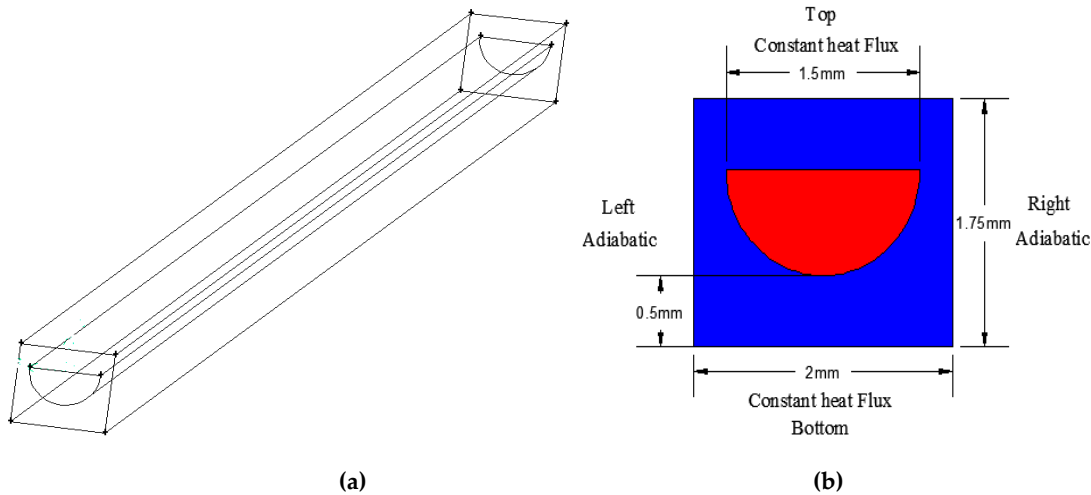 Top
Constant heat Flux
1.5mm
Left
Adiabatic
Right
Adiabatic
1.75mm
0.5mm
2mm
Constant heat Flux
Bottom
(a)
(b)